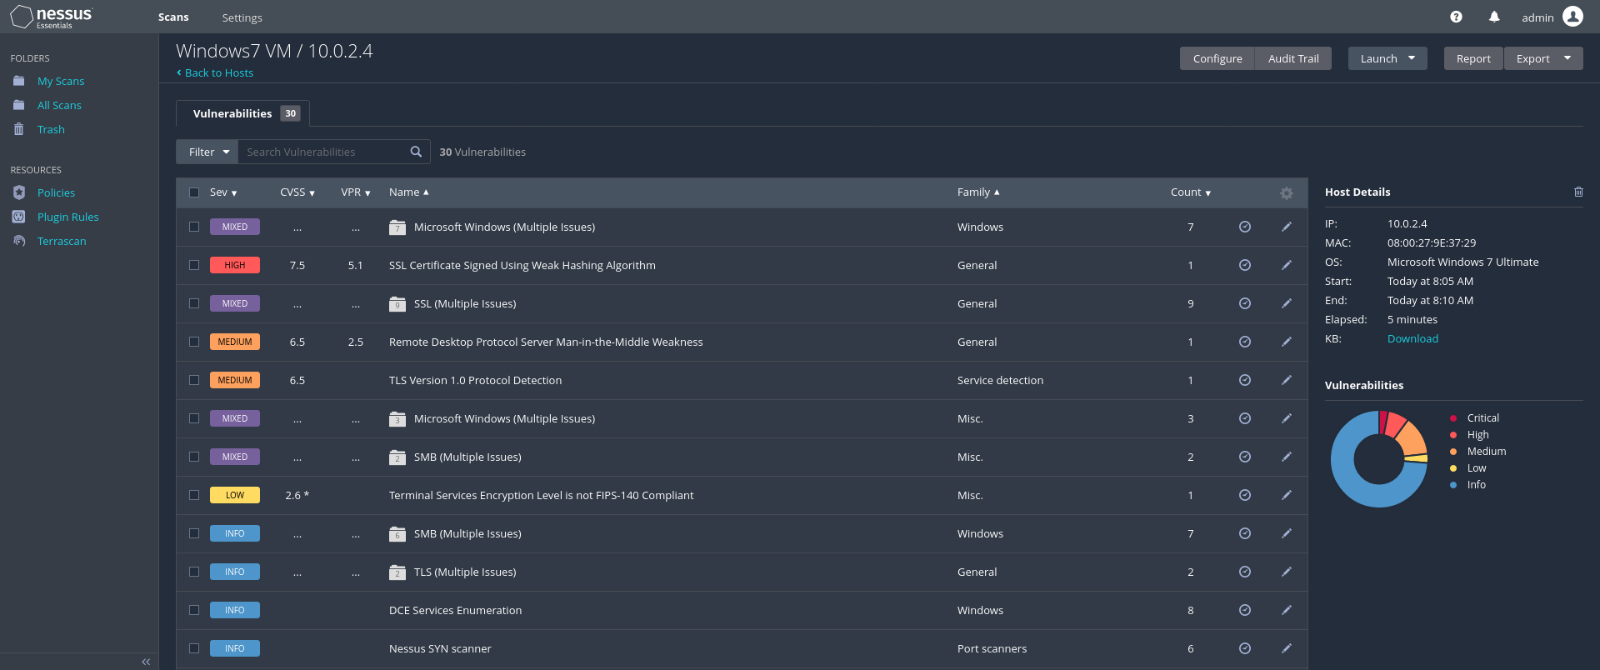 nessus Essentials Scans Settings admin
FOLDERS
My Scans
All Scans
Trash
RESOURCES
Policies
Plugin Rules
Terrascan
Windows7 VM / 10.0.2.4
Back to Hosts
Configure Audit Trail Launch Report Export
Vulnerabilities 30
Filter Search Vulnerabilities 30 Vulnerabilities
Sev CVSS VPR Name Family Count
MIXED ... ... 7 Microsoft Windows (Multiple Issues) Windows 7
HIGH 7.5 5.1 SSL Certificate Signed Using Weak Hashing Algorithm General 1
MIXED ... ... 9 SSL (Multiple Issues) General 9
MEDIUM 6.5 2.5 Remote Desktop Protocol Server Man-in-the-Middle Weakness General 1
MEDIUM 6.5 TLS Version 1.0 Protocol Detection Service detection 1
MIXED ... ... 3 Microsoft Windows (Multiple Issues) Misc. 3
MIXED ... ... 2 SMB (Multiple Issues) Misc. 2
LOW 2.6 * Terminal Services Encryption Level is not FIPS-140 Compliant Misc. 1
INFO ... ... 6 SMB (Multiple Issues) Windows 7
INFO ... ... 2 TLS (Multiple Issues) General 2
INFO DCE Services Enumeration Windows 8
INFO Nessus SYN scanner Port scanners 6
Host Details
IP: 10.0.2.4
MAC: 08:00:27:9E:37:29
OS: Microsoft Windows 7 Ultimate
Start: Today at 8:05 AM
End: Today at 8:10 AM
Elapsed: 5 minutes
KB: Download
Vulnerabilities
Critical
High
Medium
Low
Info